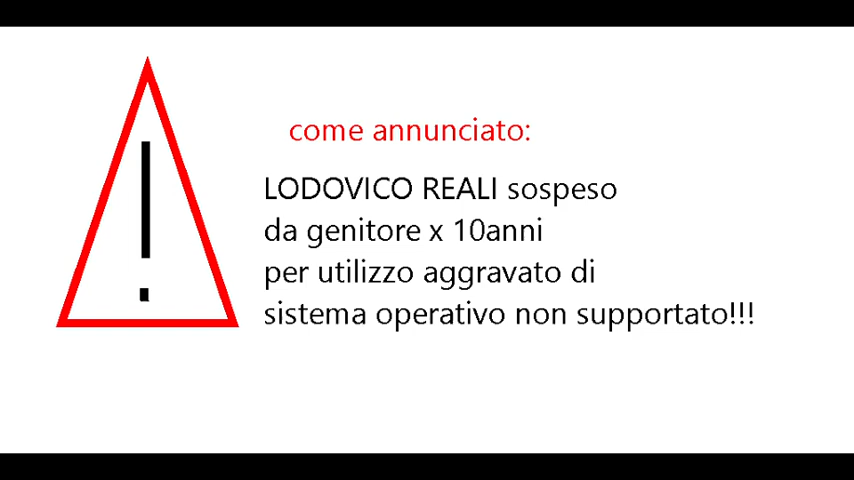 come annunciato:
LODOVICO REALI sospeso
da genitore x 10anni
per utilizzo aggravato di
sistema operativo non supportato!!!